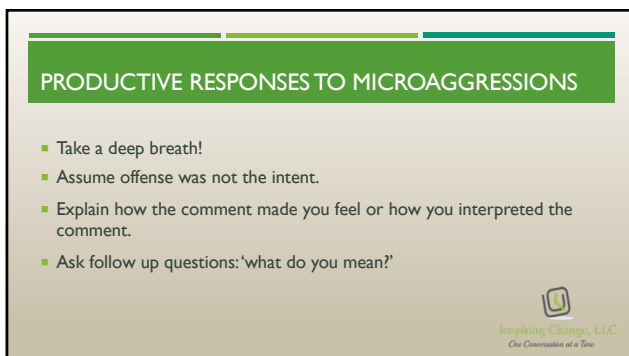 PRODUCTIVE RESPONSES TO MICROAGGRESSIONS
Take a deep breath!
Assume offense was not the intent.
Explain how the comment made you feel or how you interpreted the
comment.
Ask follow up questions: ‘what do you mean?’
Inspiring Change, LLC
One Conversation at a Time